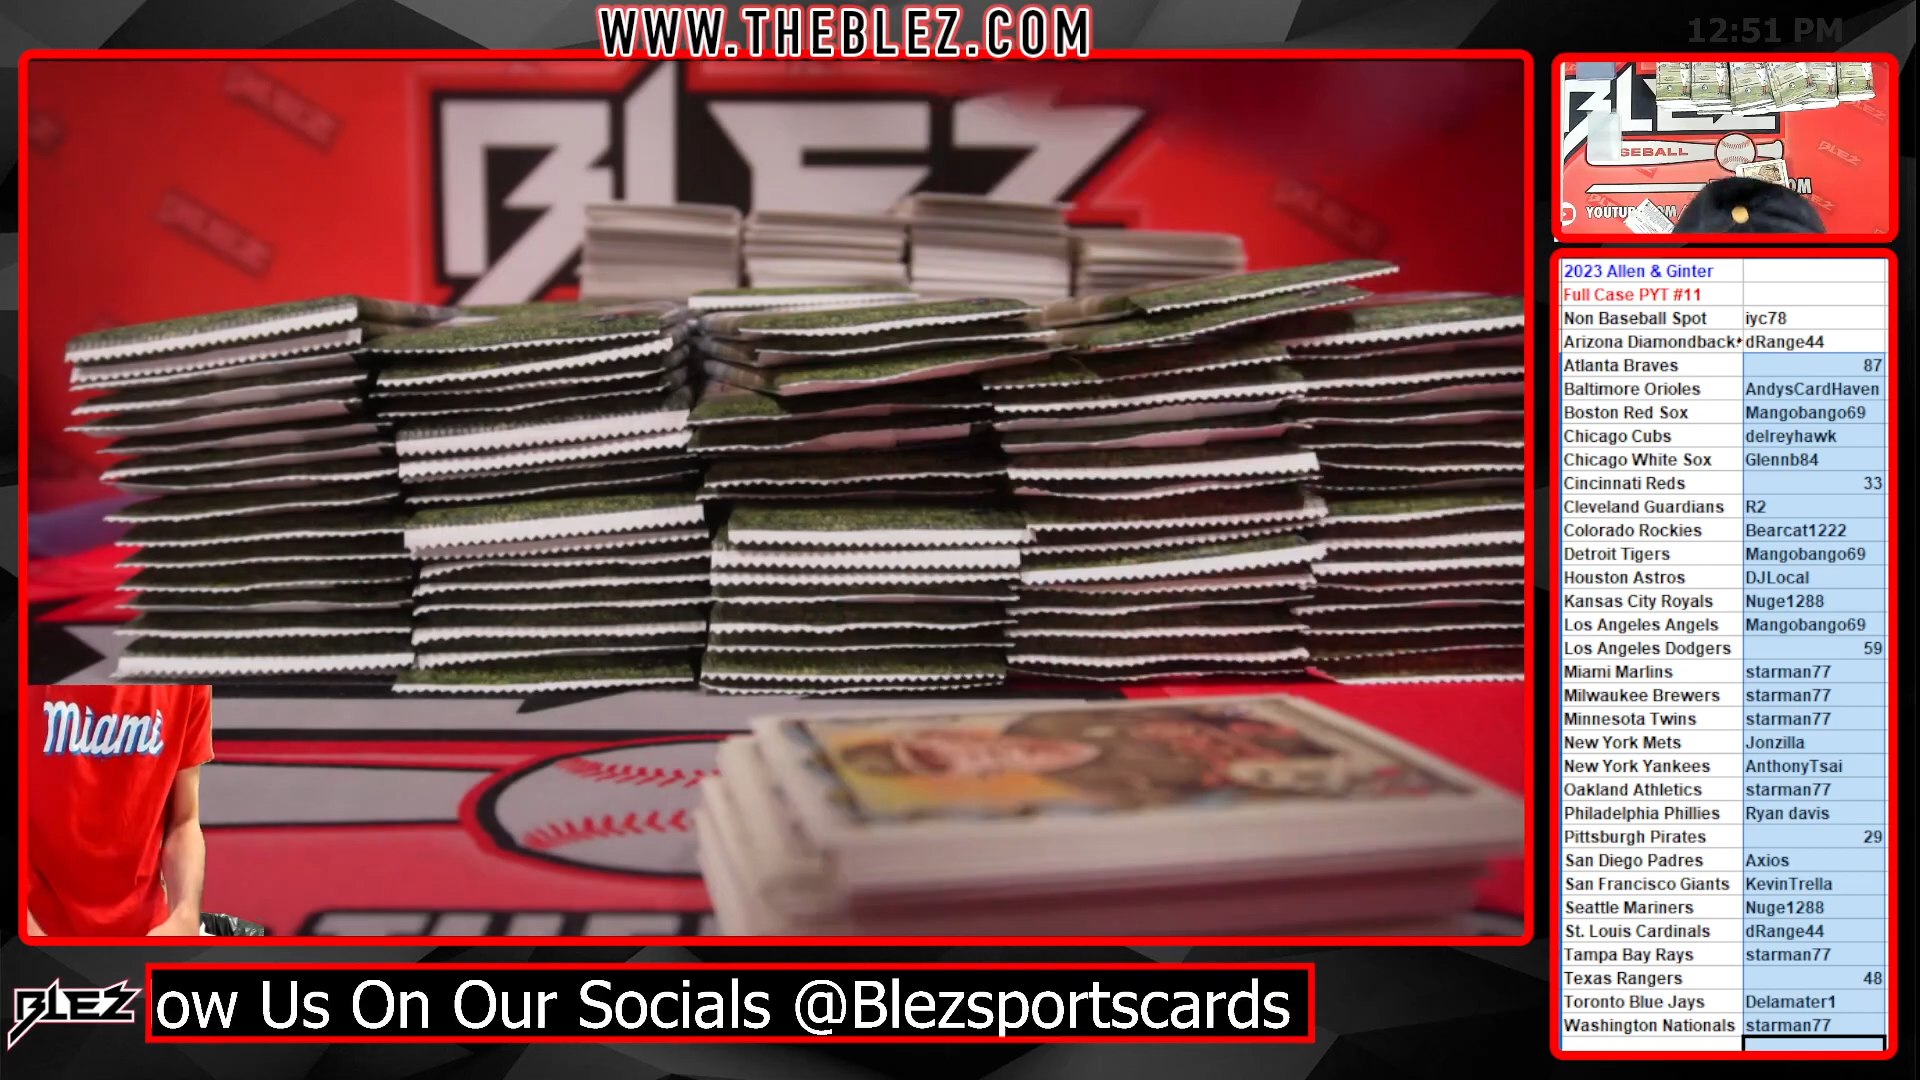 WWW.THEBLEZ.COM
12:51 PM
BLEZ
BLEZ
SEBALL
BLEZ
YOUTU
2023 Allen & Ginter
Full Case PYT #11
Non Baseball Spot iyc78
Arizona Diamondback dRange44
Atlanta Braves 87
Baltimore Orioles AndysCardHaven
Boston Red Sox Mangobango69
Chicago Cubs delreyhawk
Chicago White Sox Glennb84
Cincinnati Reds 33
Cleveland Guardians R2
Colorado Rockies Bearcat1222
Detroit Tigers Mangobango69
Houston Astros DJLocal
Kansas City Royals Nuge1288
Los Angeles Angels Mangobango69
Los Angeles Dodgers 59
Miami Marlins starman77
Milwaukee Brewers starman77
Minnesota Twins starman77
New York Mets Jonzilla
New York Yankees AnthonyTsai
Oakland Athletics starman77
Philadelphia Phillies Ryan davis
Pittsburgh Pirates 29
San Diego Padres Axios
San Francisco Giants KevinTrella
Seattle Mariners Nuge1288
St. Louis Cardinals dRange44
Tampa Bay Rays starman77
Texas Rangers 48
Toronto Blue Jays Delamater1
Washington Nationals starman77
Miami
BLEZ
ow Us On Our Socials @Blezsportscards